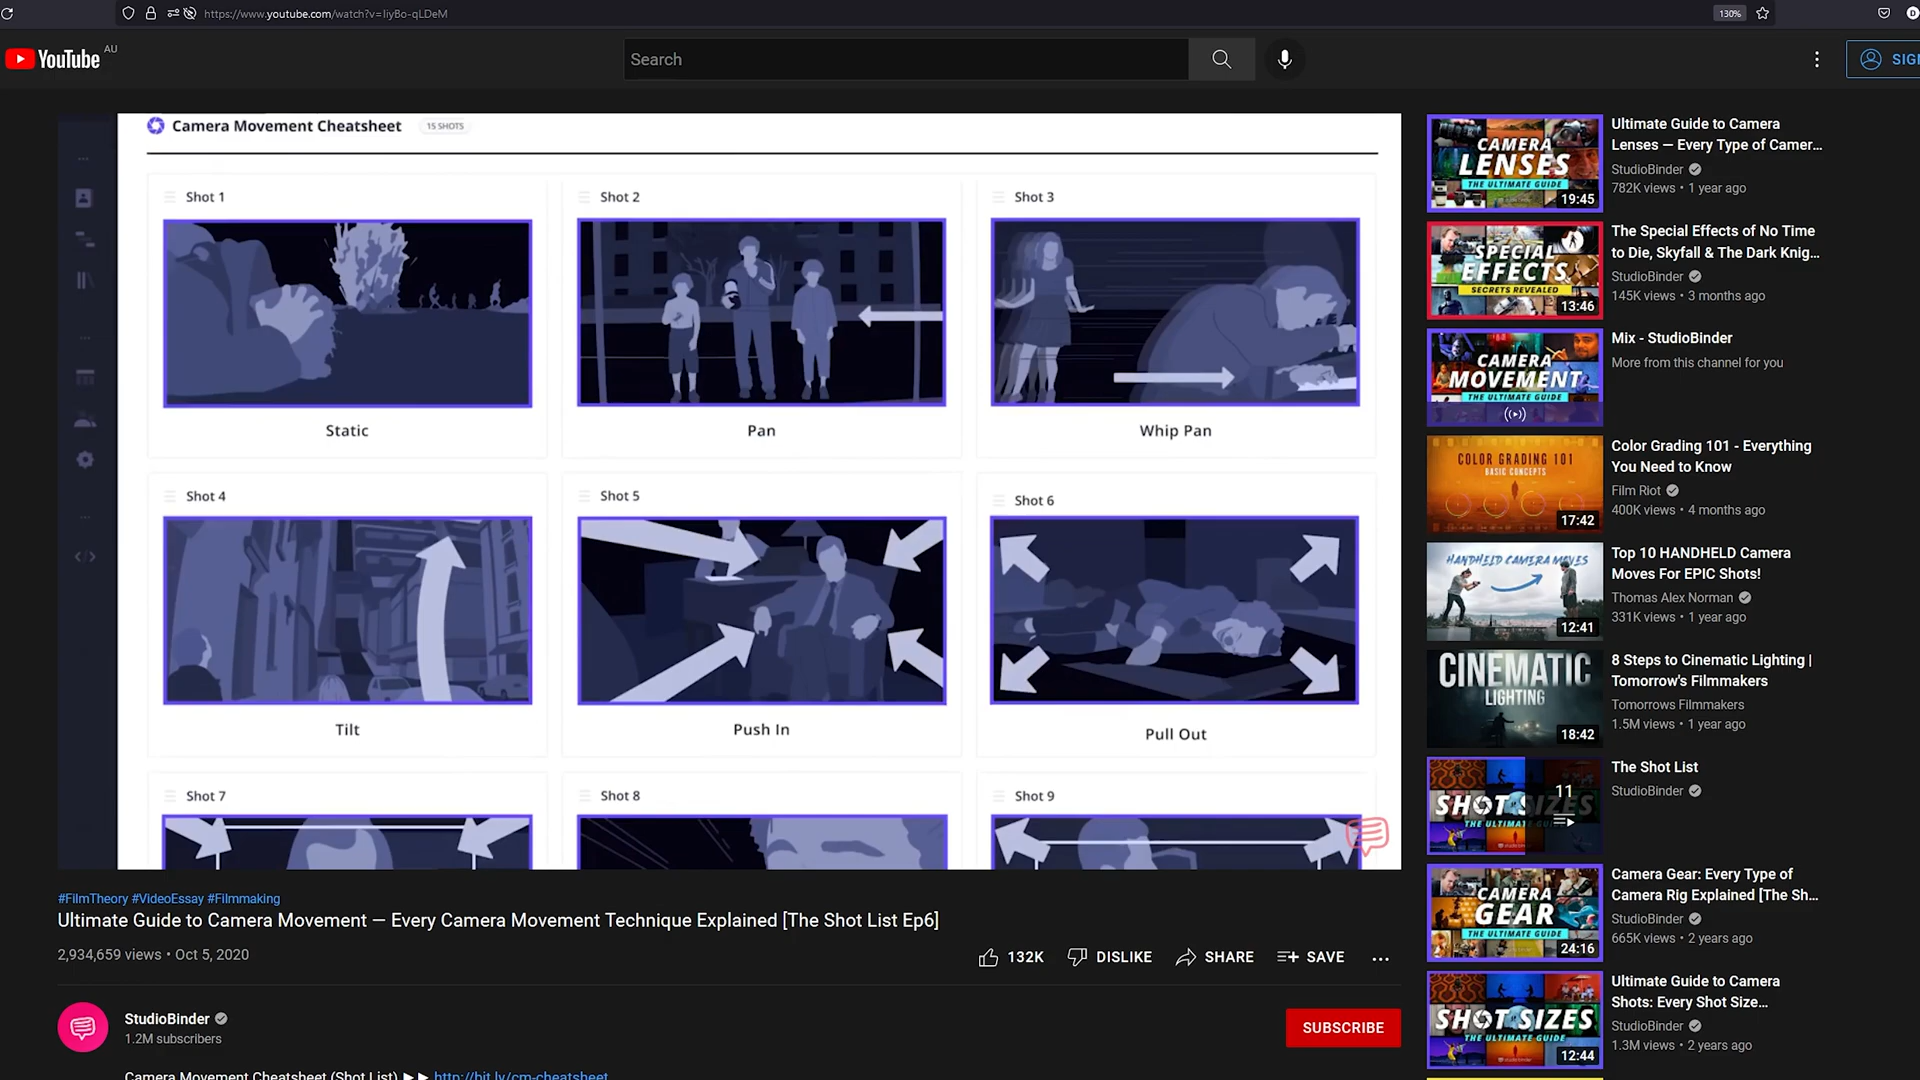 https://www.youtube.com/watch?v=IiyBo-qLDeM
130%
YouTube AU
Search
SIGN
Camera Movement Cheatsheet 15 SHOTS
Shot 1
Static
Shot 2
Pan
Shot 3
Whip Pan
Shot 4
Tilt
Shot 5
Push In
Shot 6
Pull Out
Shot 7
Shot 8
Shot 9
#FilmTheory #VideoEssay #Filmmaking
Ultimate Guide to Camera Movement — Every Camera Movement Technique Explained [The Shot List Ep6]
2,934,659 views • Oct 5, 2020
132K
DISLIKE
SHARE
SAVE
StudioBinder
1.2M subscribers
SUBSCRIBE
Camera Movement Cheatsheet (Shot List) ►► http://bit.ly/cm-cheatsheet
CAMERA
LENSES
THE ULTIMATE GUIDE
19:45
Ultimate Guide to Camera
Lenses — Every Type of Camer...
StudioBinder
782K views • 1 year ago
SPECIAL
EFFECTS
SECRETS REVEALED
13:46
The Special Effects of No Time
to Die, Skyfall & The Dark Knig...
StudioBinder
145K views • 3 months ago
CAMERA
MOVEMENT
THE ULTIMATE GUIDE
Mix - StudioBinder
More from this channel for you
COLOR GRADING 101
BASIC CONCEPTS
17:42
Color Grading 101 - Everything
You Need to Know
Film Riot
400K views • 4 months ago
HANDHELD CAMERA MOVES
12:41
Top 10 HANDHELD Camera
Moves For EPIC Shots!
Thomas Alex Norman
331K views • 1 year ago
CINEMATIC
LIGHTING
18:42
8 Steps to Cinematic Lighting |
Tomorrow's Filmmakers
Tomorrows Filmmakers
1.5M views • 1 year ago
SHOT SIZES
THE ULTIMATE GUIDE
11
The Shot List
StudioBinder
CAMERA
GEAR
THE ULTIMATE GUIDE
24:16
Camera Gear: Every Type of
Camera Rig Explained [The Sh...
StudioBinder
665K views • 2 years ago
SHOT SIZES
THE ULTIMATE GUIDE
12:44
Ultimate Guide to Camera
Shots: Every Shot Size...
StudioBinder
1.3M views • 2 years ago